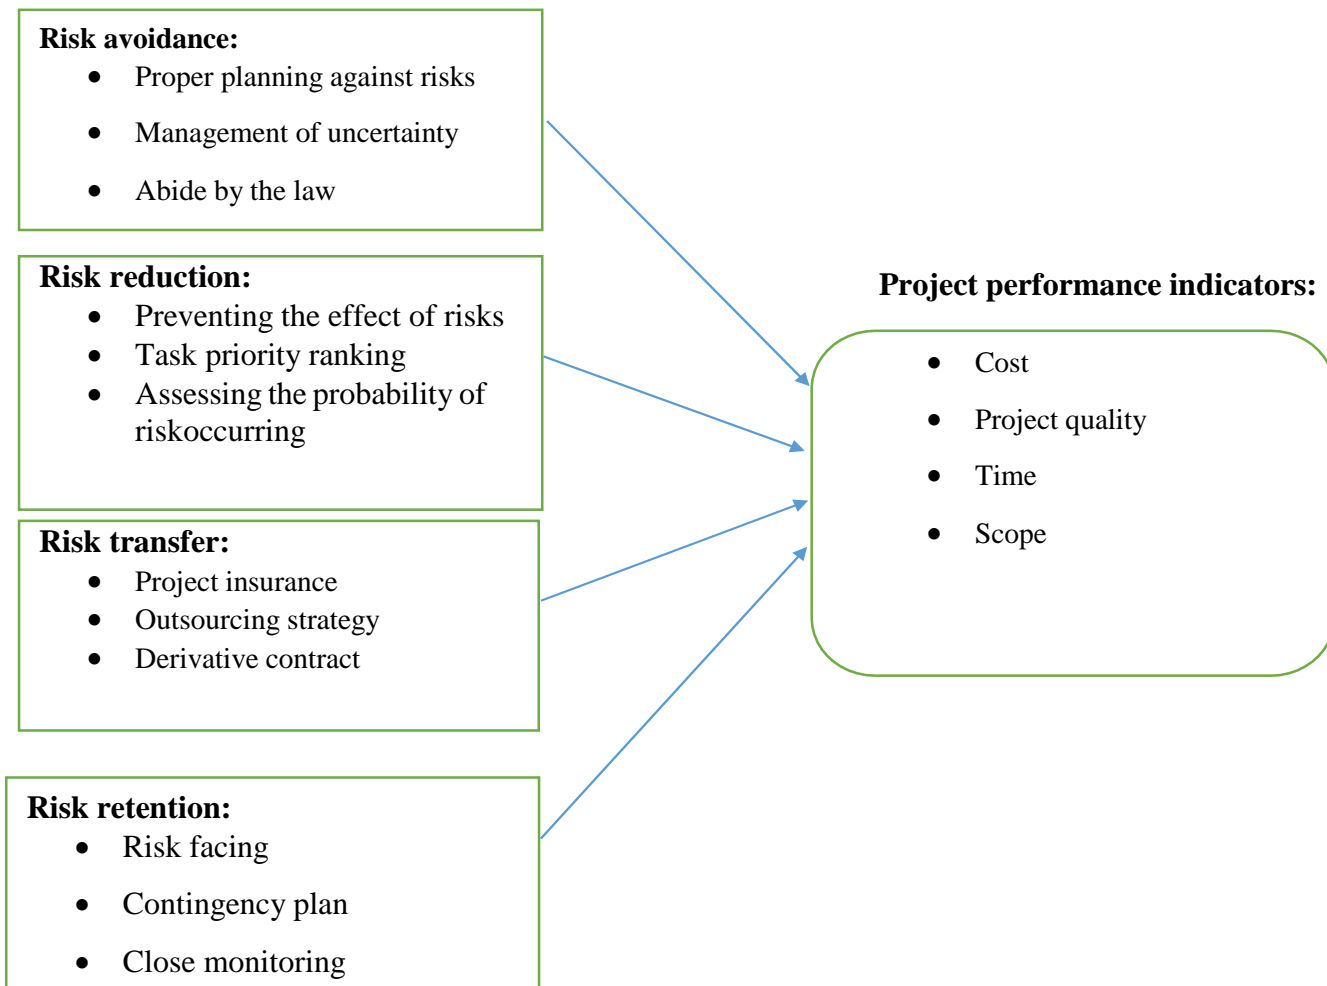 Risk avoidance:
• Proper planning against risks
• Management of uncertainty
• Abide by the law
Risk reduction:
• Preventing the effect of risks
• Task priority ranking
• Assessing the probability of
riskoccurring
Risk transfer:
• Project insurance
• Outsourcing strategy
• Derivative contract
Risk retention:
• Risk facing
• Contingency plan
• Close monitoring
Project performance indicators:
• Cost
• Project quality
• Time
• Scope